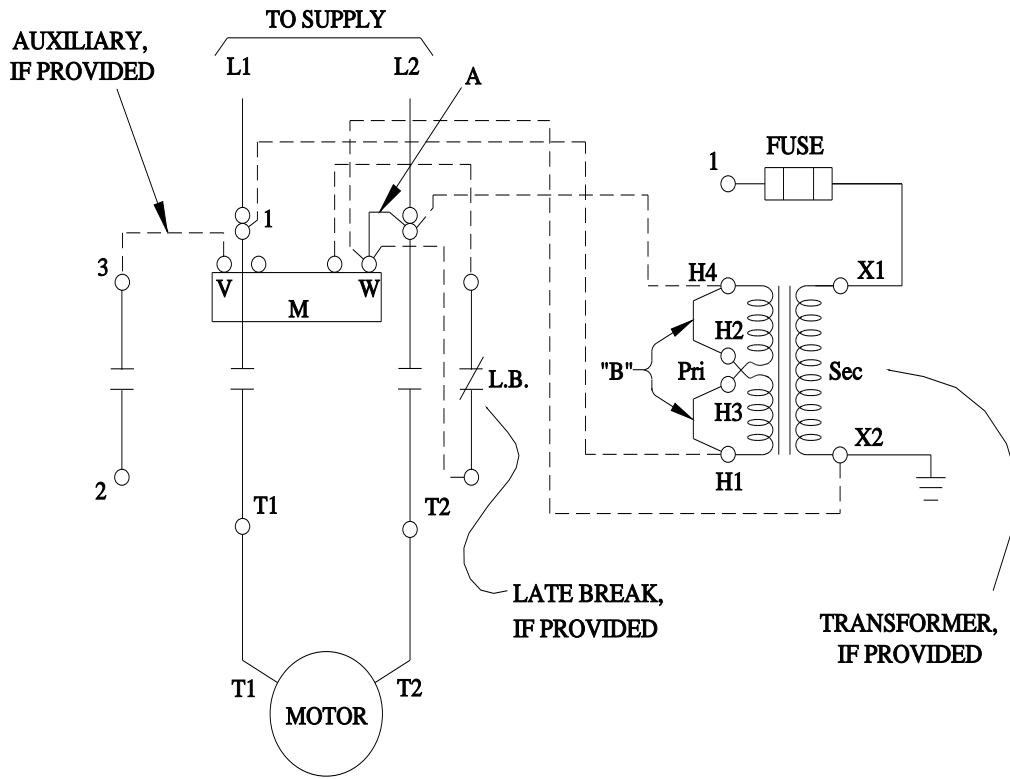 TO SUPPLY
AUXILIARY,
IF PROVIDED
L1
L2
A
FUSE
1
1
3
V
W
M
H4
X1
H2
"B"
Pri
Sec
L.B.
H3
X2
H1
2
T1
T2
LATE BREAK,
IF PROVIDED
TRANSFORMER,
IF PROVIDED
T1
T2
MOTOR